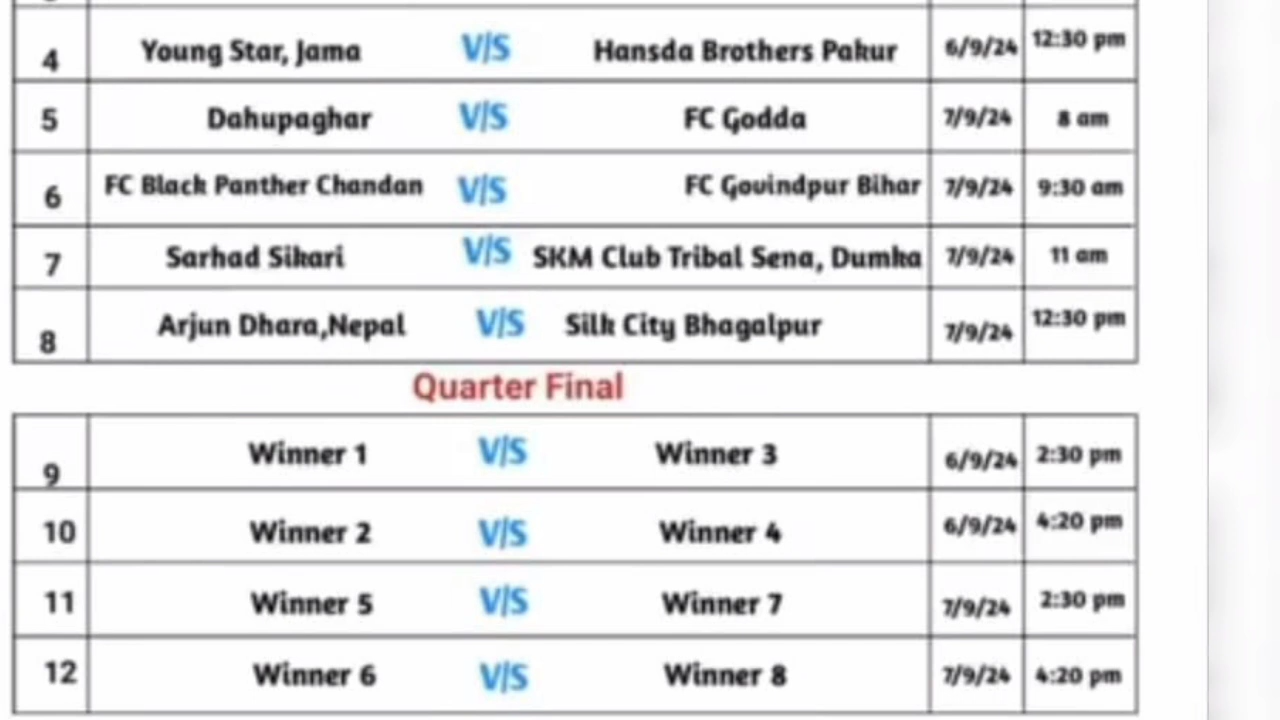 4 Young Star, Jama V/S Hansda Brothers Pakur 6/9/24 12:30 pm
5 Dahupaghar V/S FC Godda 7/9/24 8 am
6 FC Black Panther Chandan V/S FC Govindpur Bihar 7/9/24 9:30 am
7 Sarhad Sikari V/S SKM Club Tribal Sena, Dumka 7/9/24 11 am
8 Arjun Dhara,Nepal V/S Silk City Bhagalpur 7/9/24 12:30 pm
Quarter Final
9 Winner 1 V/S Winner 3 6/9/24 2:30 pm
10 Winner 2 V/S Winner 4 6/9/24 4:20 pm
11 Winner 5 V/S Winner 7 7/9/24 2:30 pm
12 Winner 6 V/S Winner 8 7/9/24 4:20 pm